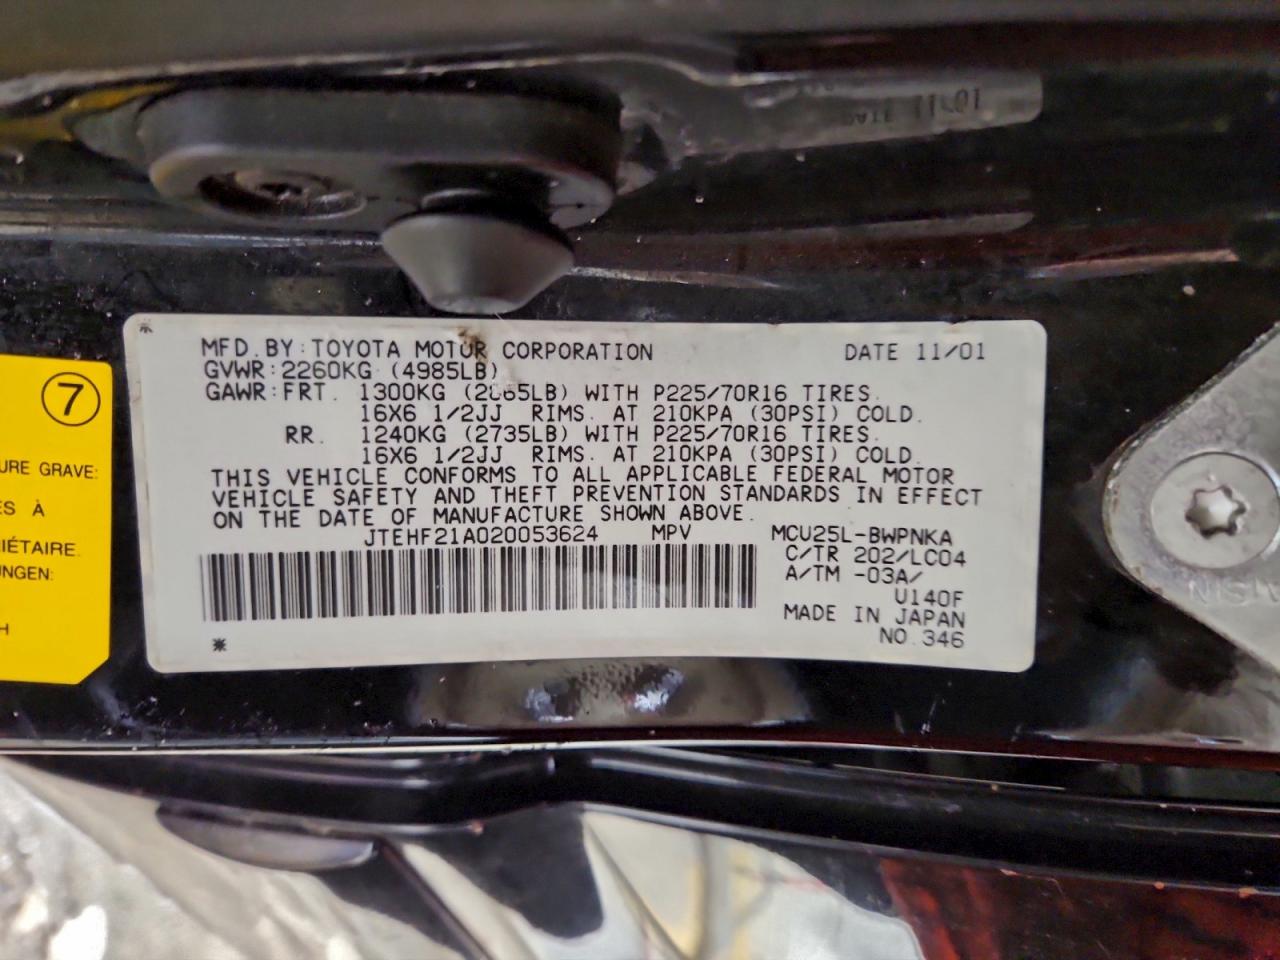 MFD. BY: TOYOTA MOTOR CORPORATION DATE 11/01
GVWR: 2260KG (4985LB)
GAWR: FRT. 1300KG (2865LB) WITH P225/70R16 TIRES.
16X6 1/2JJ RIMS. AT 210KPA (30PSI) COLD.
RR. 1240KG (2735LB) WITH P225/70R16 TIRES.
16X6 1/2JJ RIMS. AT 210KPA (30PSI) COLD.
THIS VEHICLE CONFORMS TO ALL APPLICABLE FEDERAL MOTOR
VEHICLE SAFETY AND THEFT PREVENTION STANDARDS IN EFFECT
ON THE DATE OF MANUFACTURE SHOWN ABOVE.
JTEHF21A020053624 MPV MCU25L-BWPNKA
C/TR 202/LC04
A/TM -03A/
U140F
MADE IN JAPAN
NO. 346
7
URE GRAVE:
ES À
IÉTAIRE.
UNGEN:
H